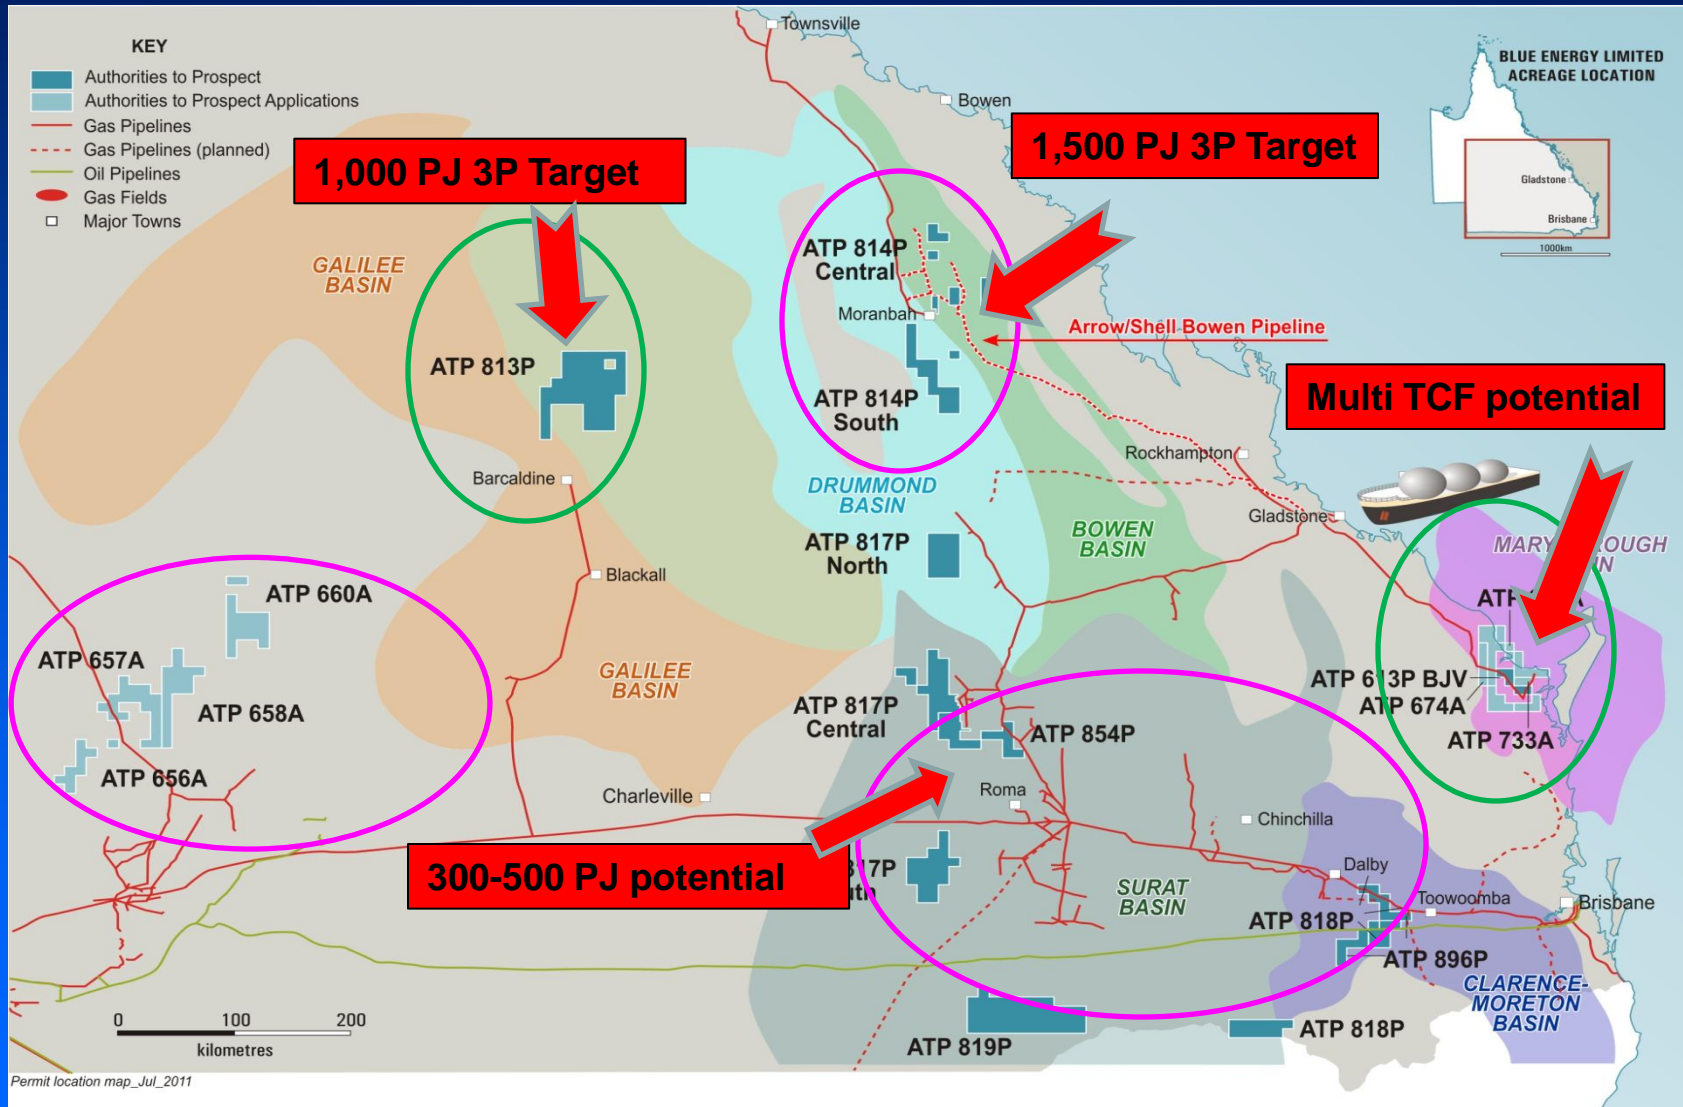 KEY
Authorities to Prospect
Authorities to Prospect Applications
Gas Pipelines
Gas Pipelines (planned)
Oil Pipelines
Gas Fields
Major Towns
Townsville
Bowen
BLUE ENERGY LIMITED
ACREAGE LOCATION
Gladstone
Brisbane
1000km
1,000 PJ 3P Target
1,500 PJ 3P Target
GALILEE
BASIN
ATP 814P
Central
Moranbah
Arrow/Shell Bowen Pipeline
ATP 813P
ATP 814P
South
Multi TCF potential
Rockhampton
Barcaldine
DRUMMOND
BASIN
Gladstone
BOWEN
BASIN
ATP 817P
North
Blackall
ATP 660A
ATP 657A
ATP 658A
ATP 656A
GALILEE
BASIN
ATP 613P BJV
ATP 674A
ATP 733A
ATP 817P
Central
ATP 854P
Charleville
Roma
Chinchilla
300-500 PJ potential
Dalby
SURAT
BASIN
Toowoomba
Brisbane
ATP 818P
ATP 896P
CLARENCE-
MORETON
BASIN
ATP 819P
ATP 818P
0 100 200
kilometres
Permit location map_Jul_2011